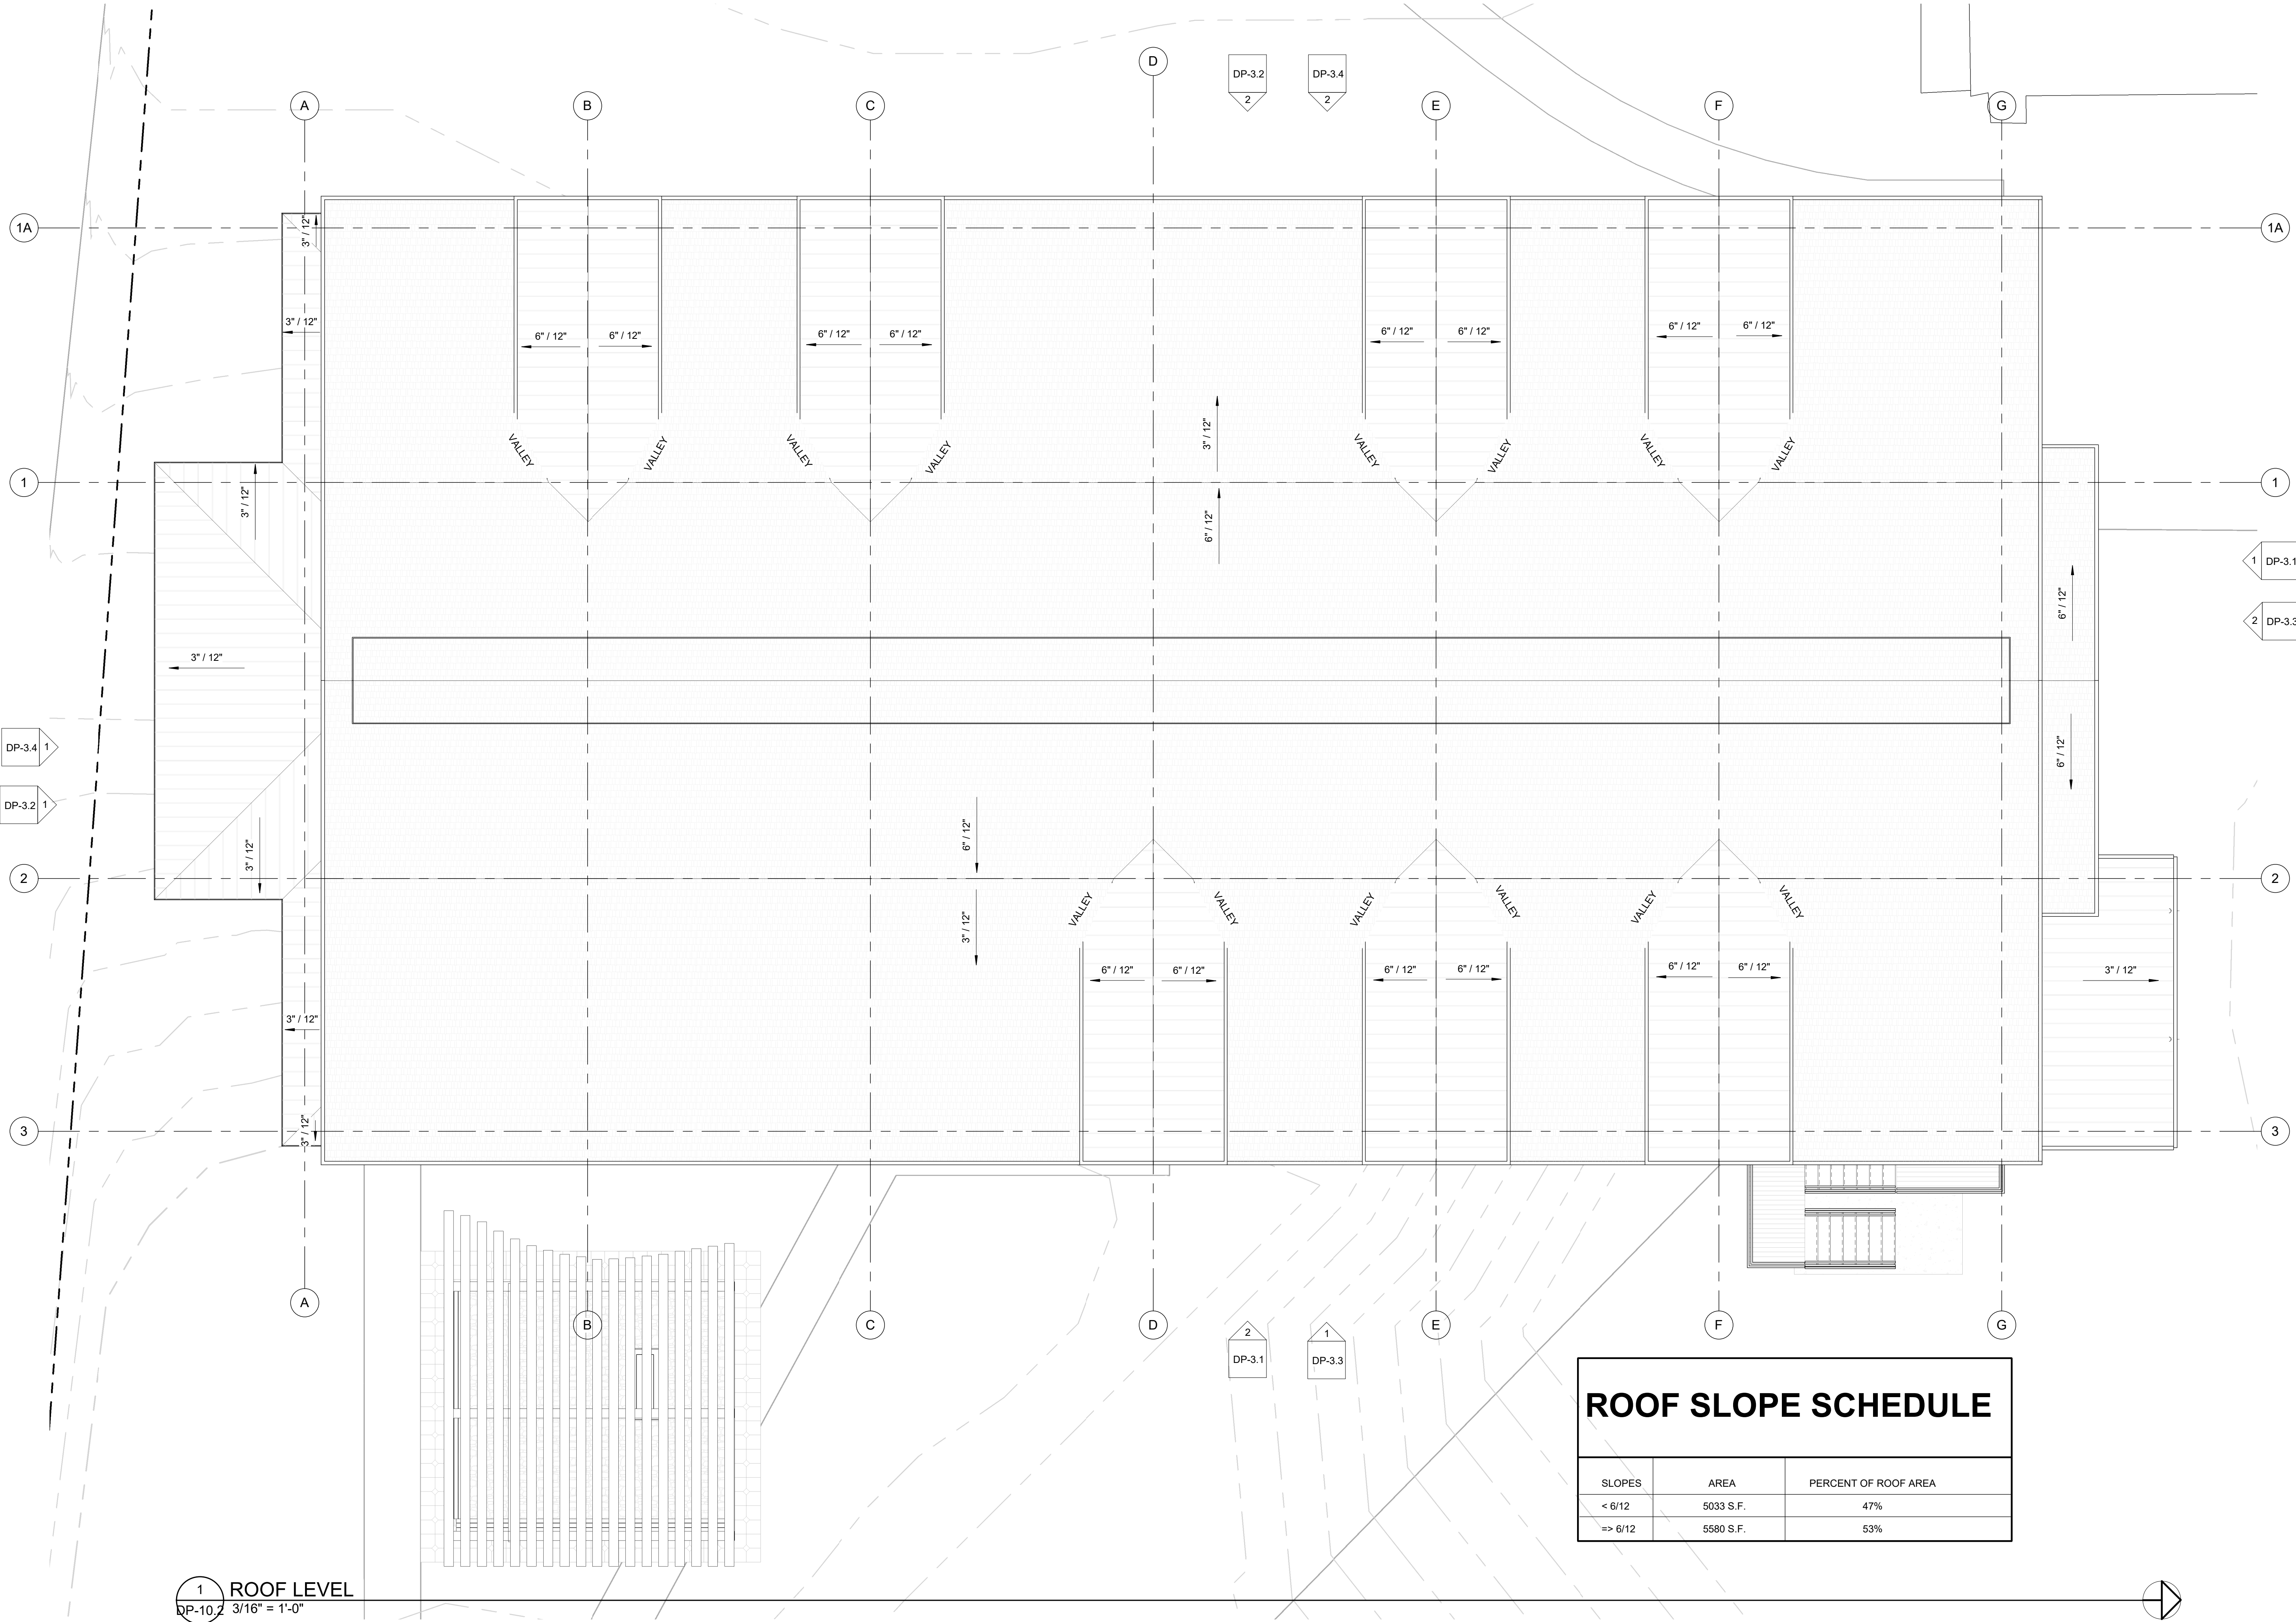 D
DP-3.2
2
DP-3.4
2
A
B
C
E
F
G
1A
3" / 12"
1A
3" / 12"
6" / 12"
6" / 12"
6" / 12"
6" / 12"
6" / 12"
6" / 12"
6" / 12"
6" / 12"
3" / 12"
VALLEY
VALLEY
VALLEY
VALLEY
VALLEY
VALLEY
VALLEY
VALLEY
1
3" / 12"
6" / 12"
1
1
DP-3.1
2
DP-3.3
6" / 12"
3" / 12"
DP-3.4
1
6" / 12"
DP-3.2
1
3" / 12"
6" / 12"
2
2
VALLEY
VALLEY
VALLEY
VALLEY
VALLEY
VALLEY
3" / 12"
6" / 12"
6" / 12"
6" / 12"
6" / 12"
6" / 12"
6" / 12"
3" / 12"
3" / 12"
3
3" / 12"
3
A
B
C
D
E
F
G
2
DP-3.1
1
DP-3.3
ROOF SLOPE SCHEDULE
SLOPES AREA PERCENT OF ROOF AREA
< 6/12 5033 S.F. 47%
=> 6/12 5580 S.F. 53%
1
DP-10.2
ROOF LEVEL
3/16" = 1'-0"